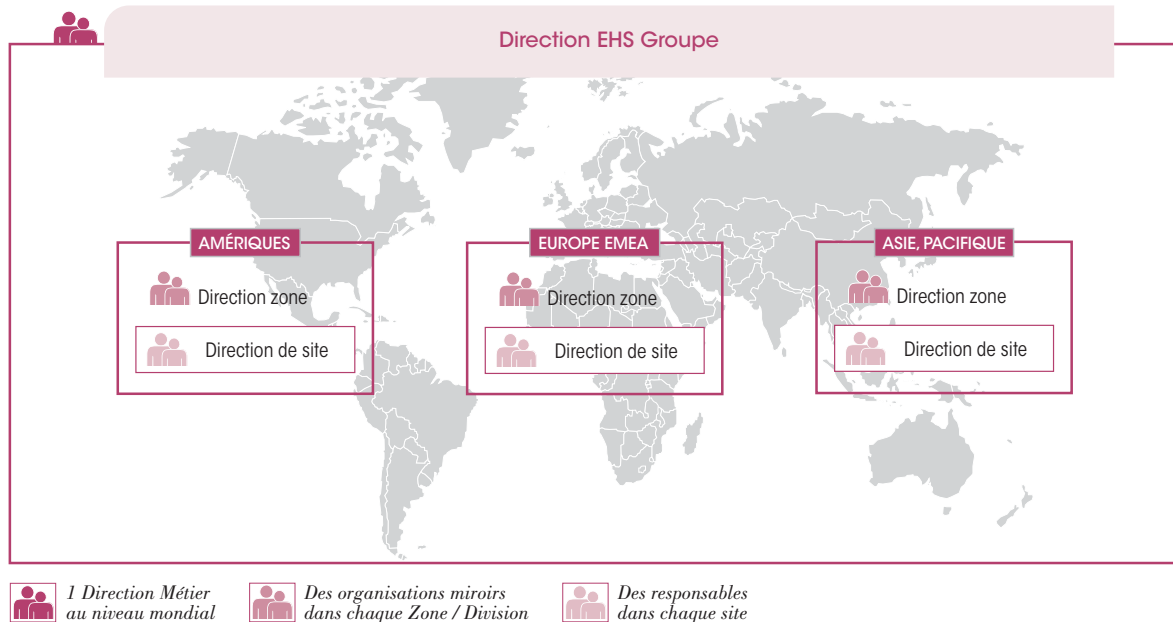 Direction EHS Groupe
AMÉRIQUES
Direction zone
Direction de site
EUROPE EMEA
Direction zone
Direction de site
ASIE, PACIFIQUE
Direction zone
Direction de site
1 Direction Métier
au niveau mondial
Des organisations miroirs
dans chaque Zone / Division
Des responsables
dans chaque site